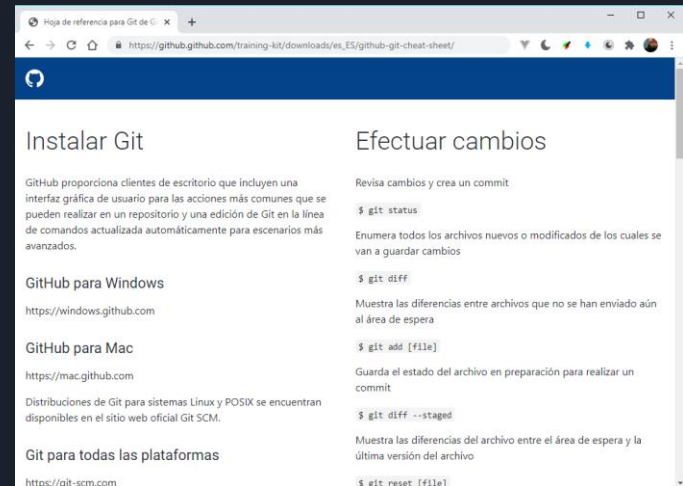 Hoja de referencia para Git de G
https://github.github.com/training-kit/downloads/es_ES/github-git-cheat-sheet/
Instalar Git
GitHub proporciona clientes de escritorio que incluyen una
interfaz gráfica de usuario para las acciones más comunes que se
pueden realizar en un repositorio y una edición de Git en la línea
de comandos actualizada automáticamente para escenarios más
avanzados.
GitHub para Windows
https://windows.github.com
GitHub para Mac
https://mac.github.com
Distribuciones de Git para sistemas Linux y POSIX se encuentran
disponibles en el sitio web oficial Git SCM.
Git para todas las plataformas
https://git-scm.com
Efectuar cambios
Revisa cambios y crea un commit
$ git status
Enumera todos los archivos nuevos o modificados de los cuales se
van a guardar cambios
$ git diff
Muestra las diferencias entre archivos que no se han enviado aún
al área de espera
$ git add [file]
Guarda el estado del archivo en preparación para realizar un
commit
$ git diff --staged
Muestra las diferencias del archivo entre el área de espera y la
última versión del archivo
$ git reset [file]